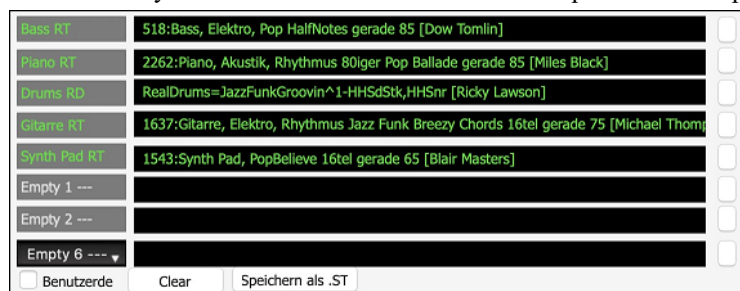 Bass RT 518:Bass, Elektro, Pop HalfNotes gerade 85 [Dow Tomlin]
Piano RT 2262:Piano, Akustik, Rhythmus 80iger Pop Ballade gerade 85 [Miles Black]
Drums RD RealDrums=JazzFunkGroovin^1-HHSdStk,HHSnr [Ricky Lawson]
Gitarre RT 1637:Gitarre, Elektro, Rhythmus Jazz Funk Breezy Chords 16tel gerade 75 [Michael Thomp
Synth Pad RT 1543:Synth Pad, PopBelieve 16tel gerade 65 [Blair Masters]
Empty 1 ---
Empty 2 ---
Empty 6 ---
Benutzerde Clear Speichern als .ST